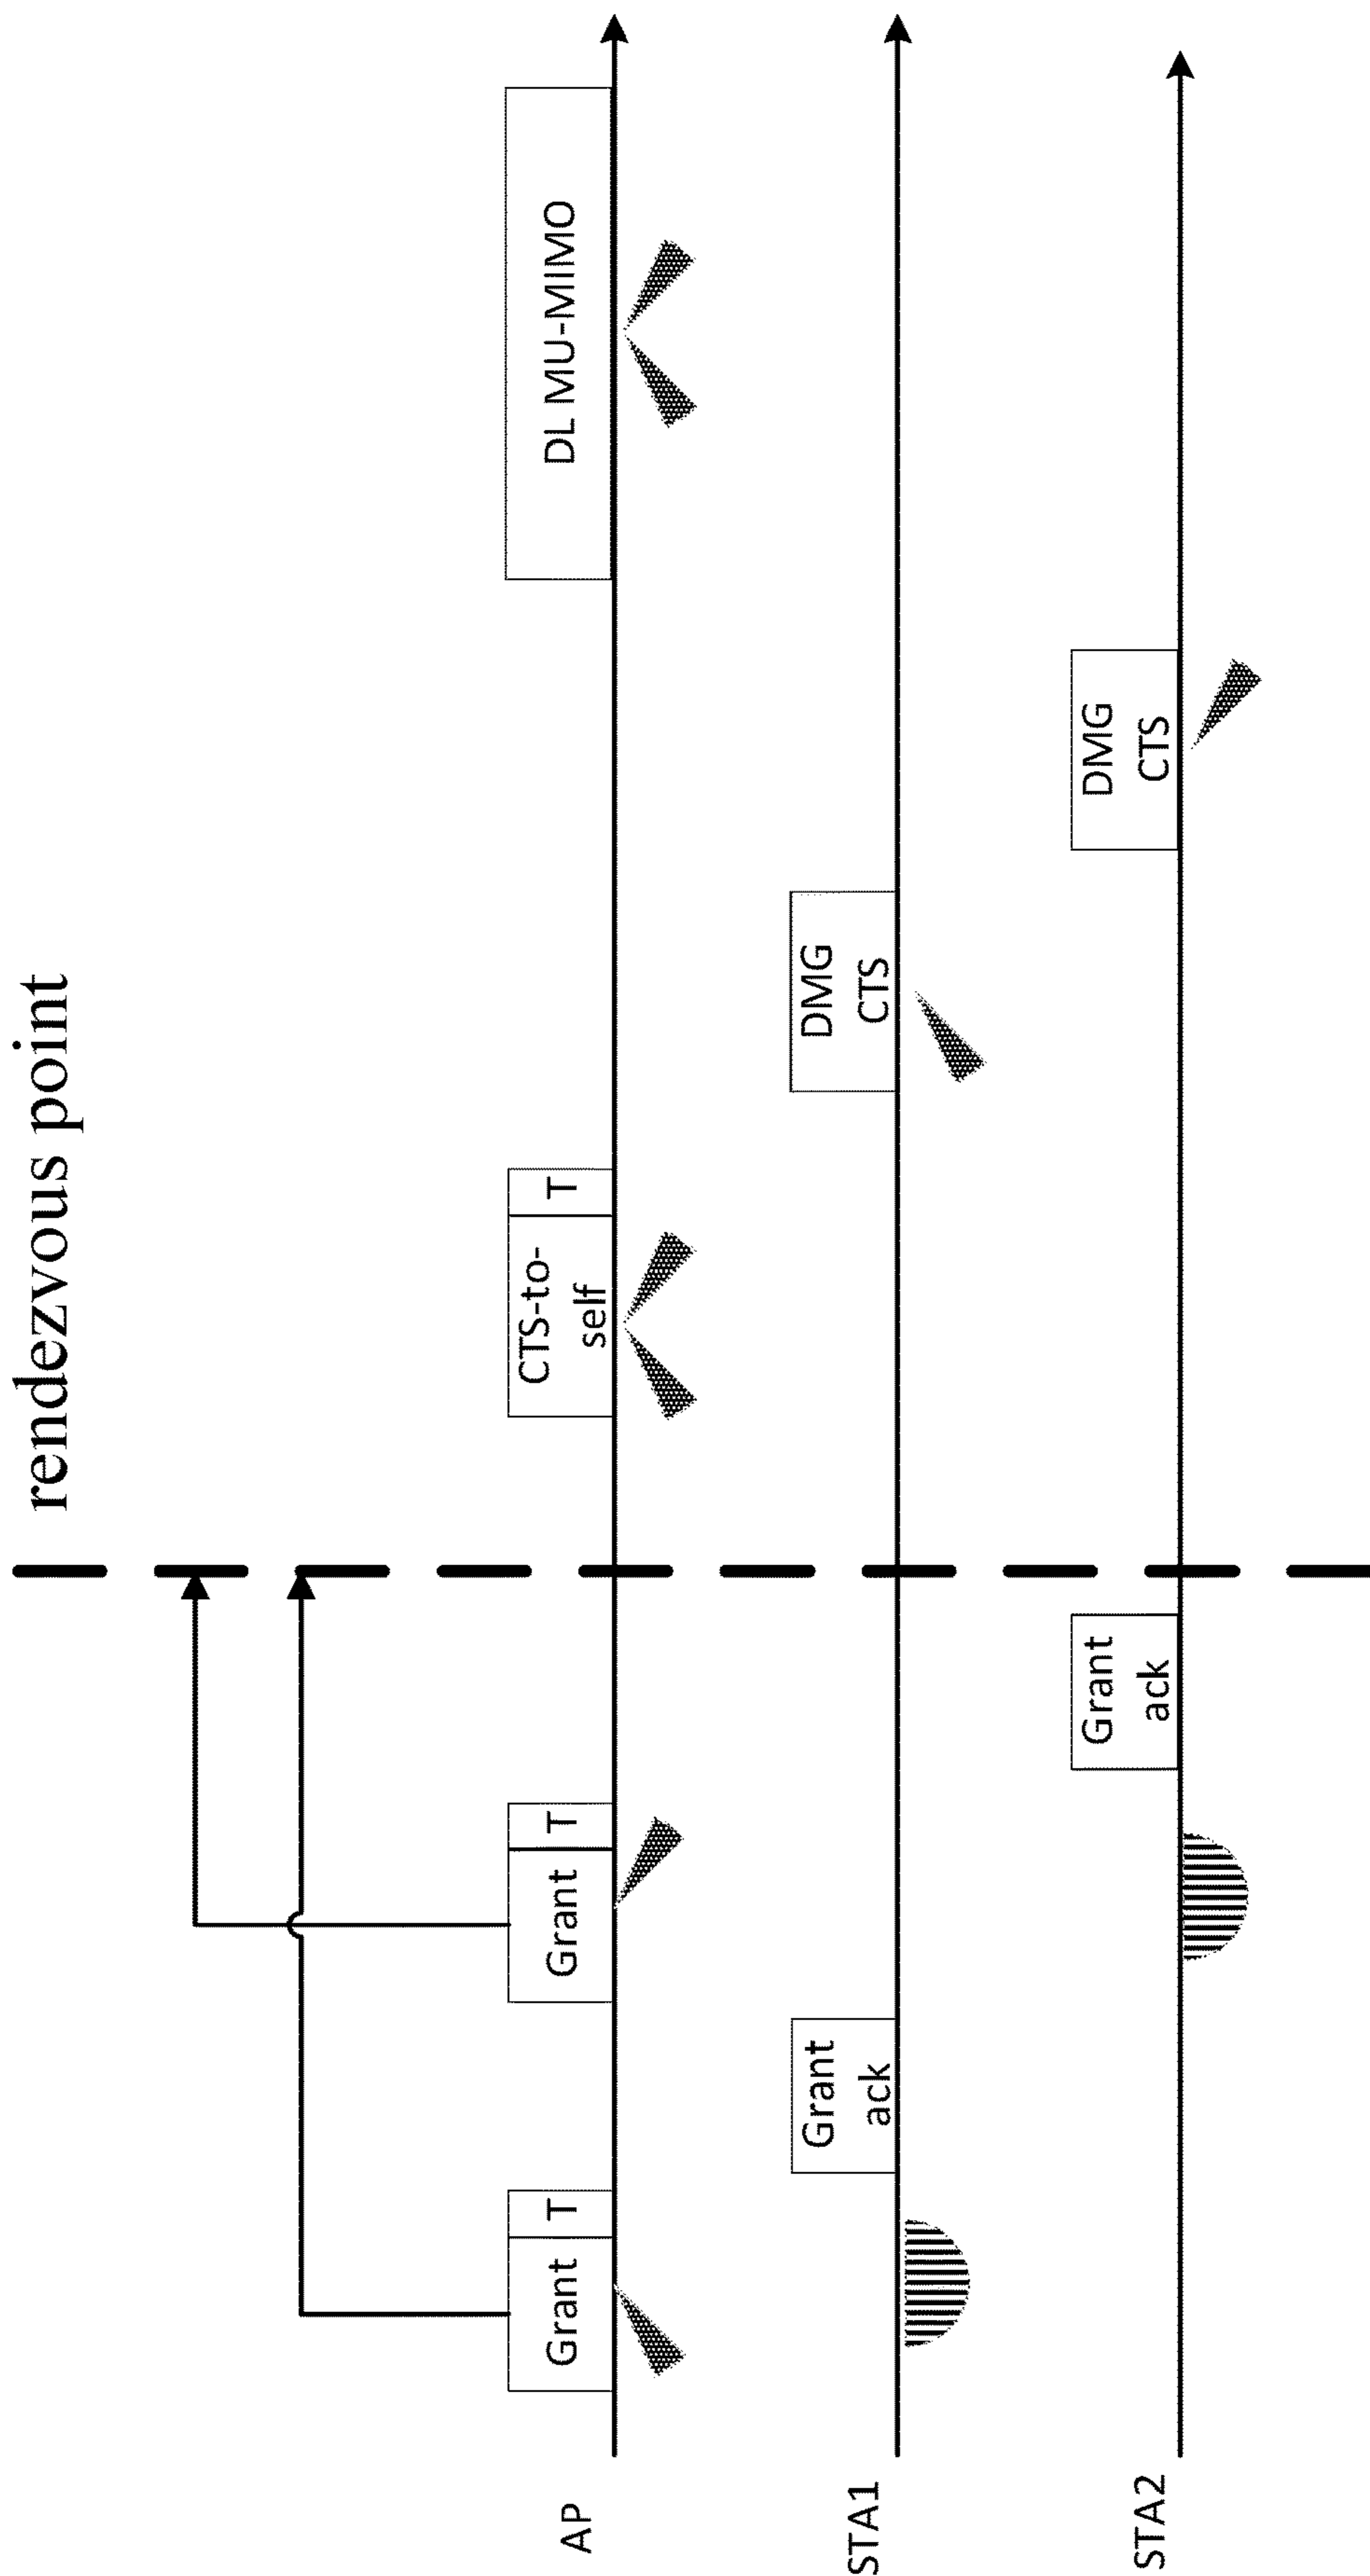 rendezvous point
AP
Grant
T
Grant
T
CTS-to-
self
T
DL MU-MIMO
STA1
Grant
ack
DMG
CTS
STA2
Grant
ack
DMG
CTS